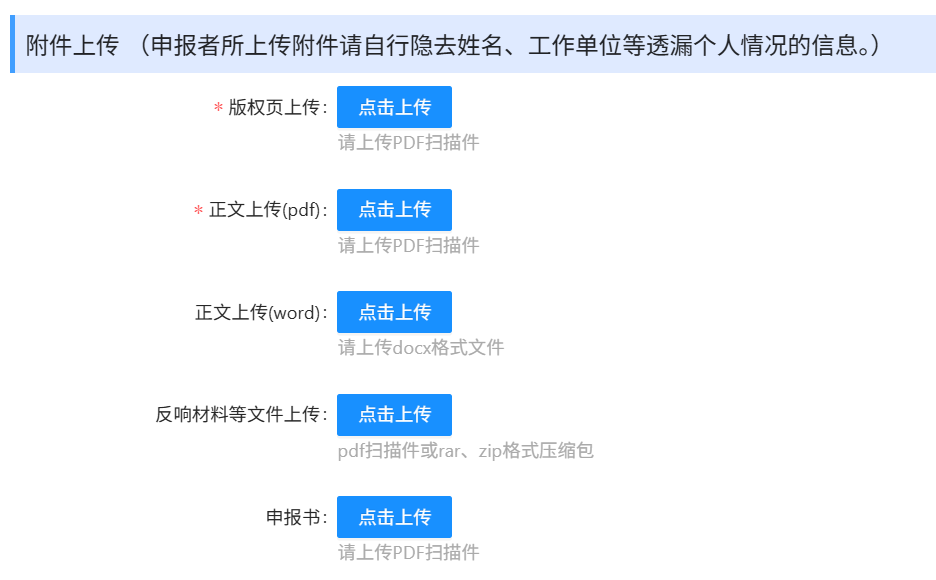 附件上传 （申报者所上传附件请自行隐去姓名、工作单位等透漏个人情况的信息。）
* 版权页上传： 点击上传
请上传PDF扫描件
* 正文上传(pdf)： 点击上传
请上传PDF扫描件
正文上传(word)： 点击上传
请上传docx格式文件
反响材料等文件上传： 点击上传
pdf扫描件或rar、zip格式压缩包
申报书： 点击上传
请上传PDF扫描件